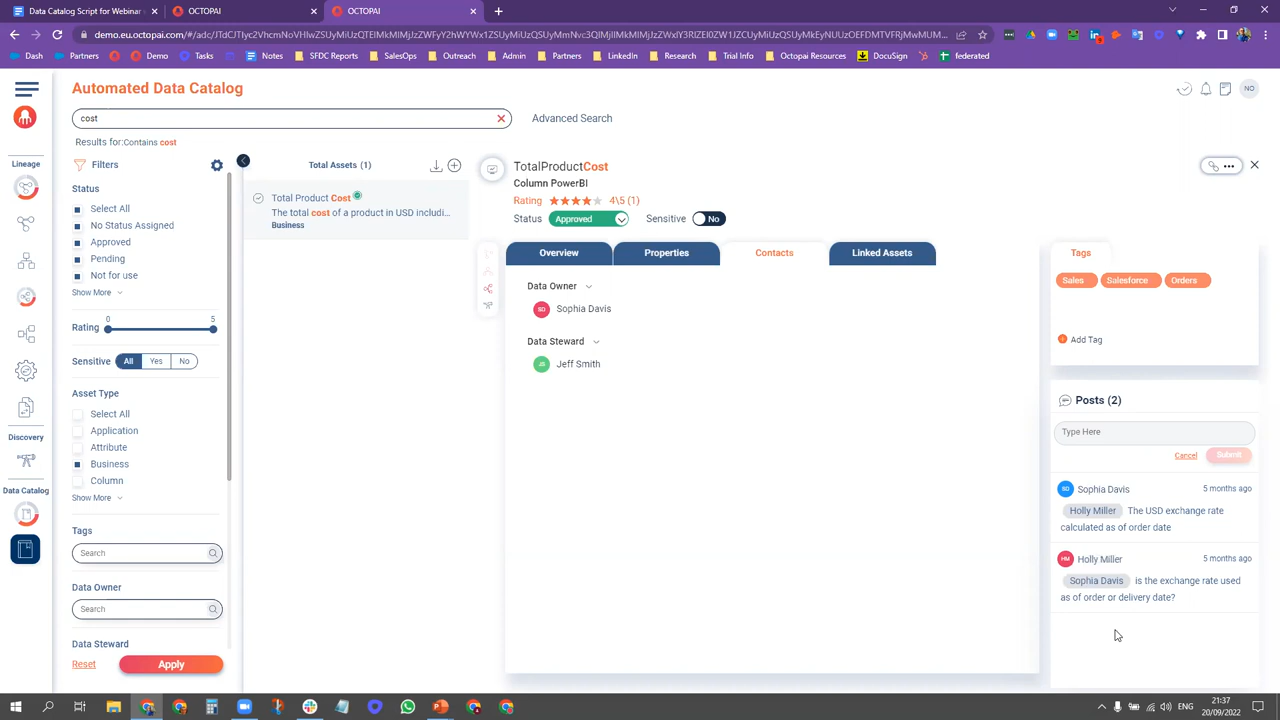 Data Catalog Script for Webinar
OCTOPAI
OCTOPAI
Dash
Partners
Demo
Tasks
Notes
SFDC Reports
SalesOps
Outreach
Admin
Partners
LinkedIn
Research
Trial Info
Octopai Resources
DocuSign
federated
Automated Data Catalog
NO
cost
Advanced Search
Results for:Contains cost
Lineage
Discovery
Data Catalog
Filters
Status
Select All
No Status Assigned
Approved
Pending
Not for use
Show More
Rating
0
5
Sensitive
All
Yes
No
Asset Type
Select All
Application
Attribute
Business
Column
Show More
Tags
Search
Data Owner
Search
Data Steward
Reset
Apply
Total Assets (1)
Total Product Cost
The total cost of a product in USD includi...
Business
TotalProductCost
Column PowerBI
Rating 4\5 (1)
Status Approved Sensitive No
Overview
Properties
Contacts
Linked Assets
Data Owner
SD Sophia Davis
Data Steward
JS Jeff Smith
Tags
Sales Salesforce Orders
Add Tag
Posts (2)
Type Here
Cancel Submit
SD Sophia Davis 5 months ago
Holly Miller The USD exchange rate
calculated as of order date
HM Holly Miller 5 months ago
Sophia Davis is the exchange rate used
as of order or delivery date?
ENG
21:37
20/09/2022